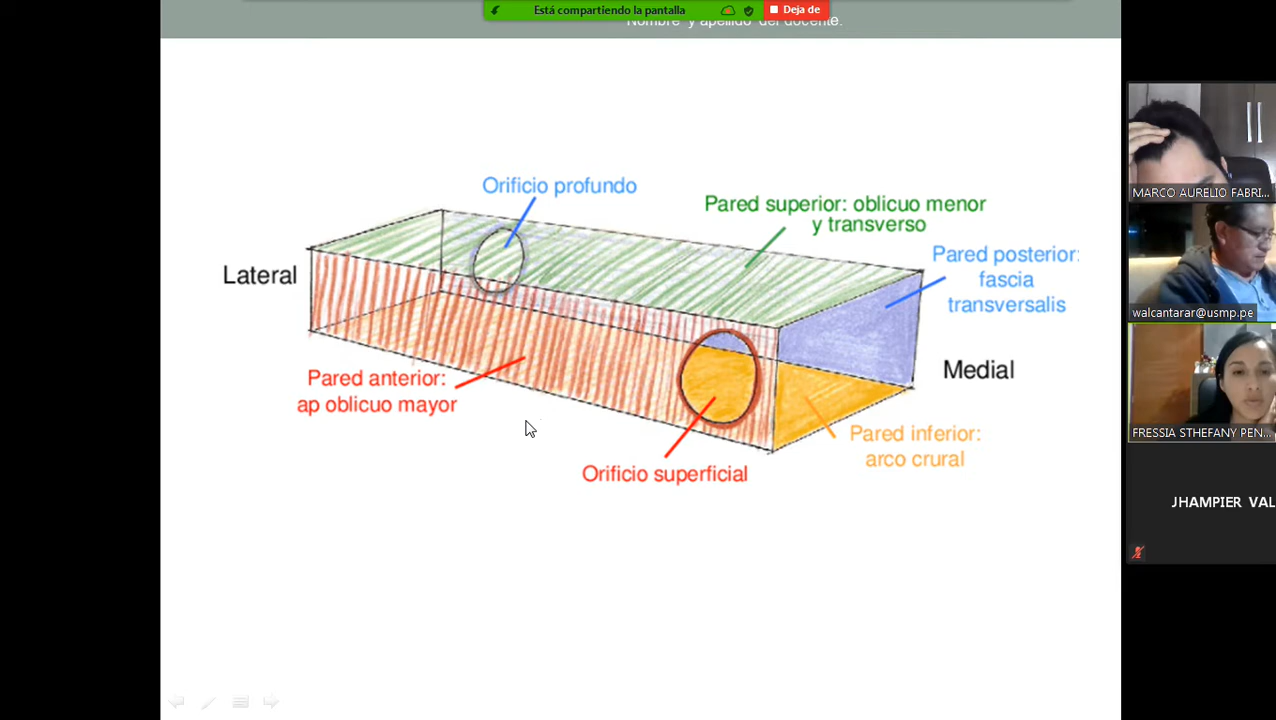 Está compartiendo la pantalla
Deja de
Nombre y apellido del docente.
Orificio profundo
Pared superior: oblicuo menor
y transverso
Pared posterior:
fascia
transversalis
Lateral
Medial
Pared anterior:
ap oblicuo mayor
Pared inferior:
arco crural
Orificio superficial
MARCO AURELIO FABRI...
walcantarar@usmp.pe
FRESSIA STHEFANY PEN...
JHAMPIER VAL